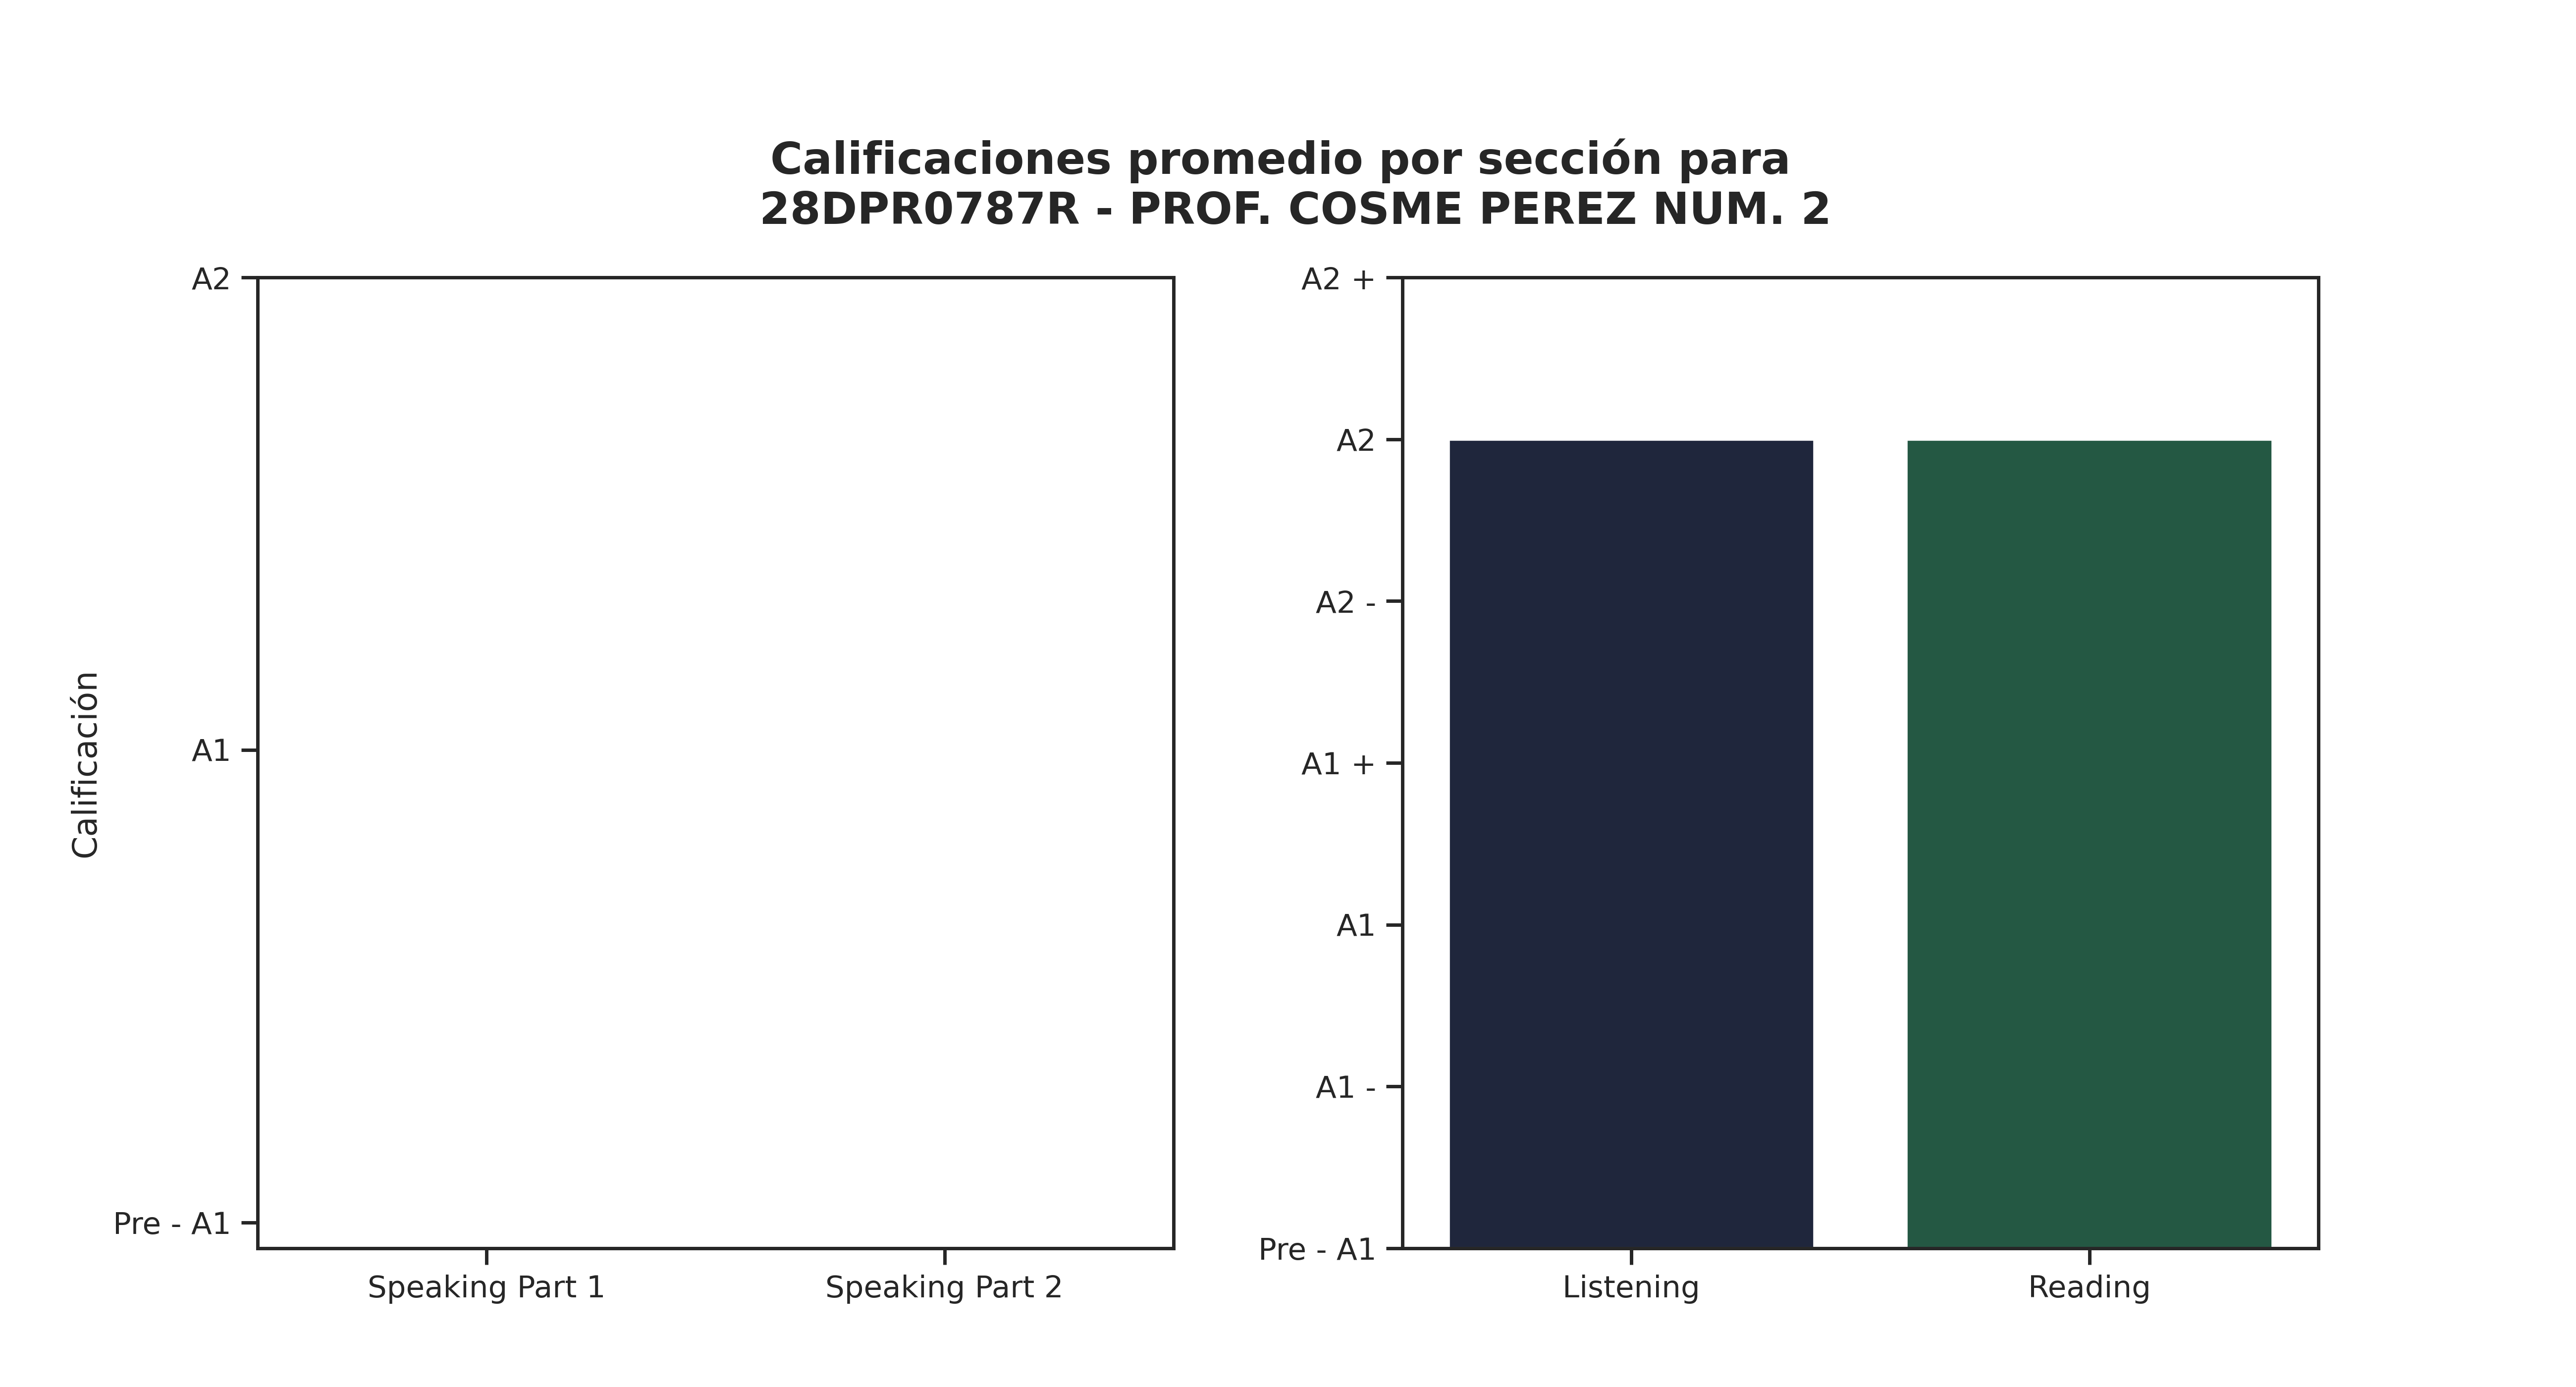 Calificaciones promedio por sección para
28DPR0787R - PROF. COSME PEREZ NUM. 2
Calificación
A2
A1
Pre - A1
Speaking Part 1
Speaking Part 2
A2 +
A2
A2 -
A1 +
A1
A1 -
Pre - A1
Listening
Reading